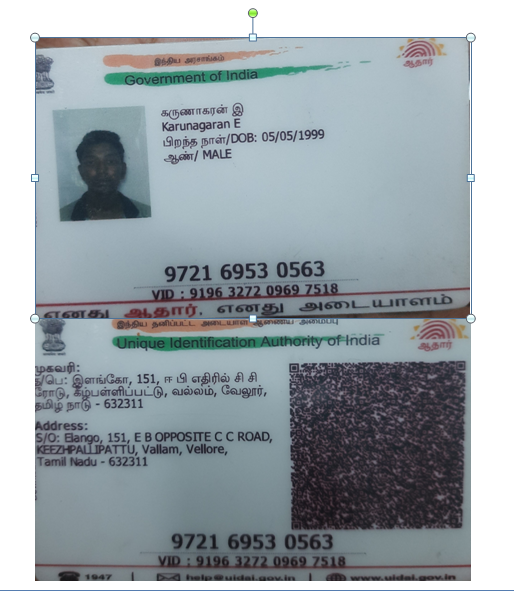 இந்திய அரசாங்கம்
Government of India
ஆதார்
கருணாகரன் இ
Karunagaran E
பிறந்த நாள்/DOB: 05/05/1999
ஆண்/ MALE
9721 6953 0563
VID : 9196 3272 0969 7518
எனது ஆதார், எனது அடையாளம்
இந்திய தனிப்பட்ட அடையாள ஆணைய அமைப்பு
Unique Identification Authority of India
ஆதார்
முகவரி:
S/பெ: இளங்கோ, 151, ஈ பி எதிரில் சி சி
ரோடு, கீழ்பள்ளிப்பட்டு, வல்லம், வேலூர்,
தமிழ் நாடு - 632311
Address:
S/O: Elango, 151, E B OPPOSITE C C ROAD,
KEEZHPALLIPATTU, Vallam, Vellore,
Tamil Nadu - 632311
9721 6953 0563
VID : 9196 3272 0969 7518
1947 | help@uidai.gov.in | www.uidai.gov.in